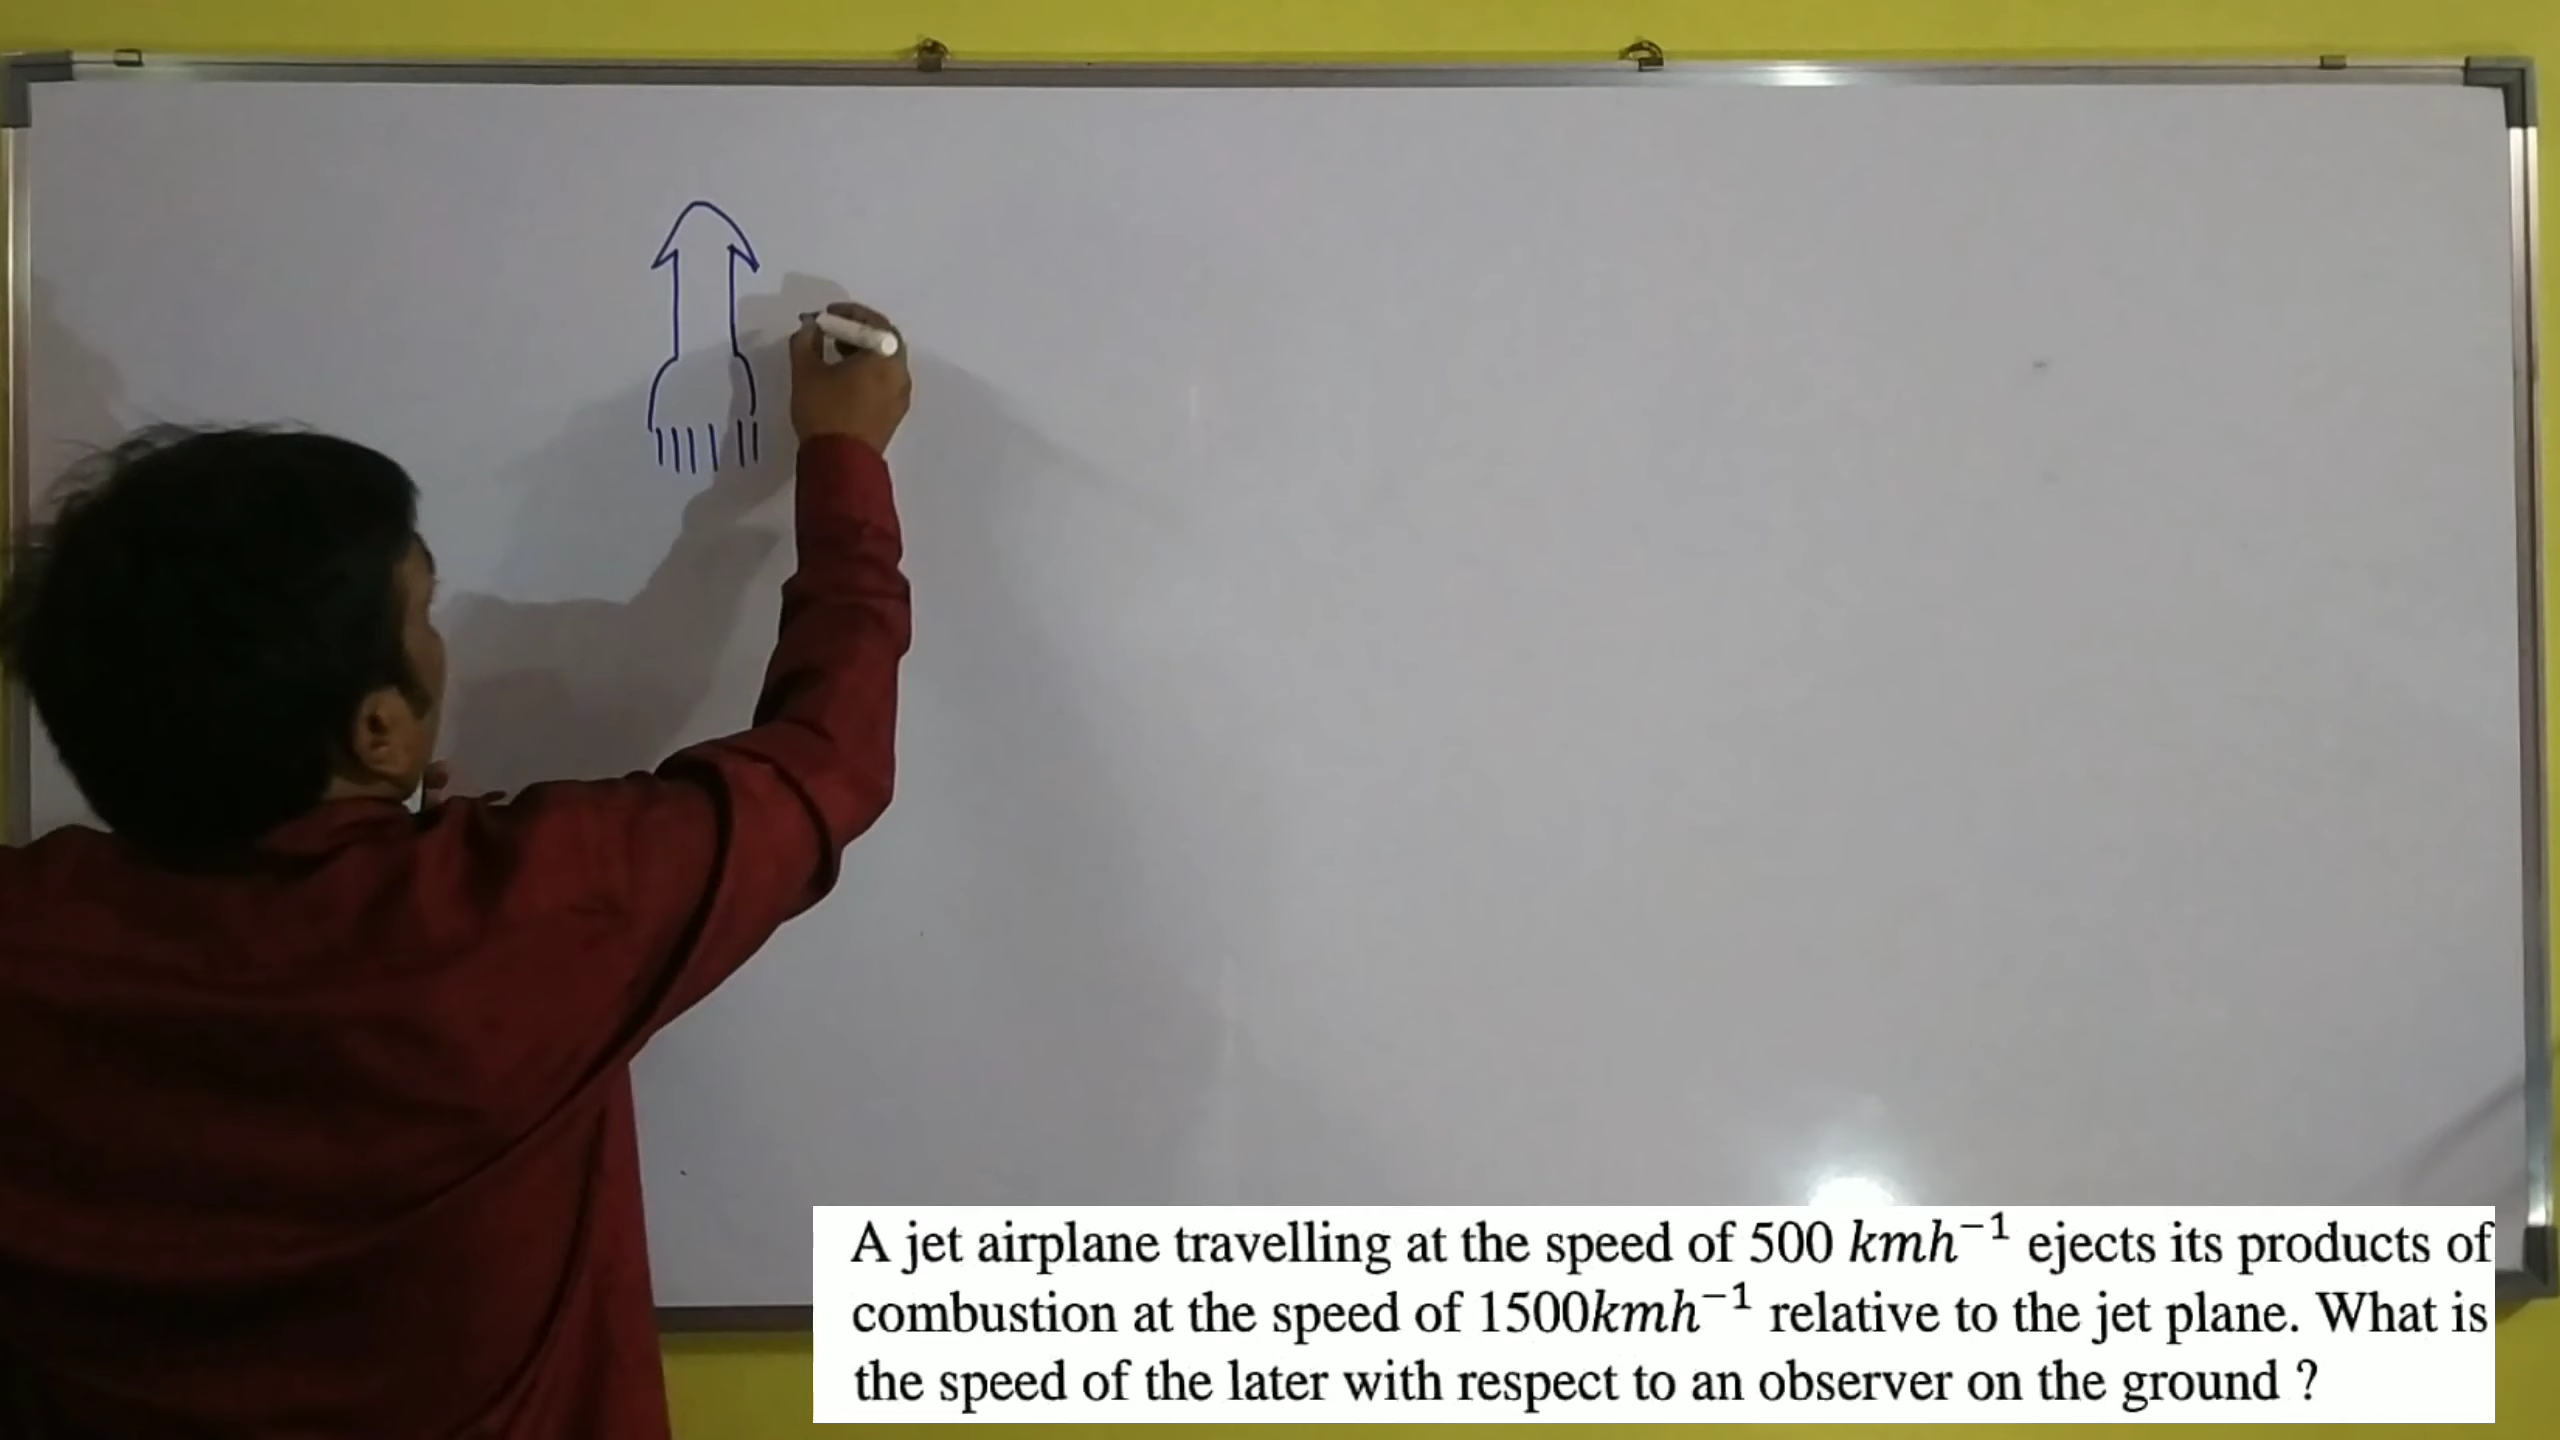 A jet airplane travelling at the speed of 500 kmh⁻¹ ejects its products of
combustion at the speed of 1500kmh⁻¹ relative to the jet plane. What is
the speed of the later with respect to an observer on the ground ?